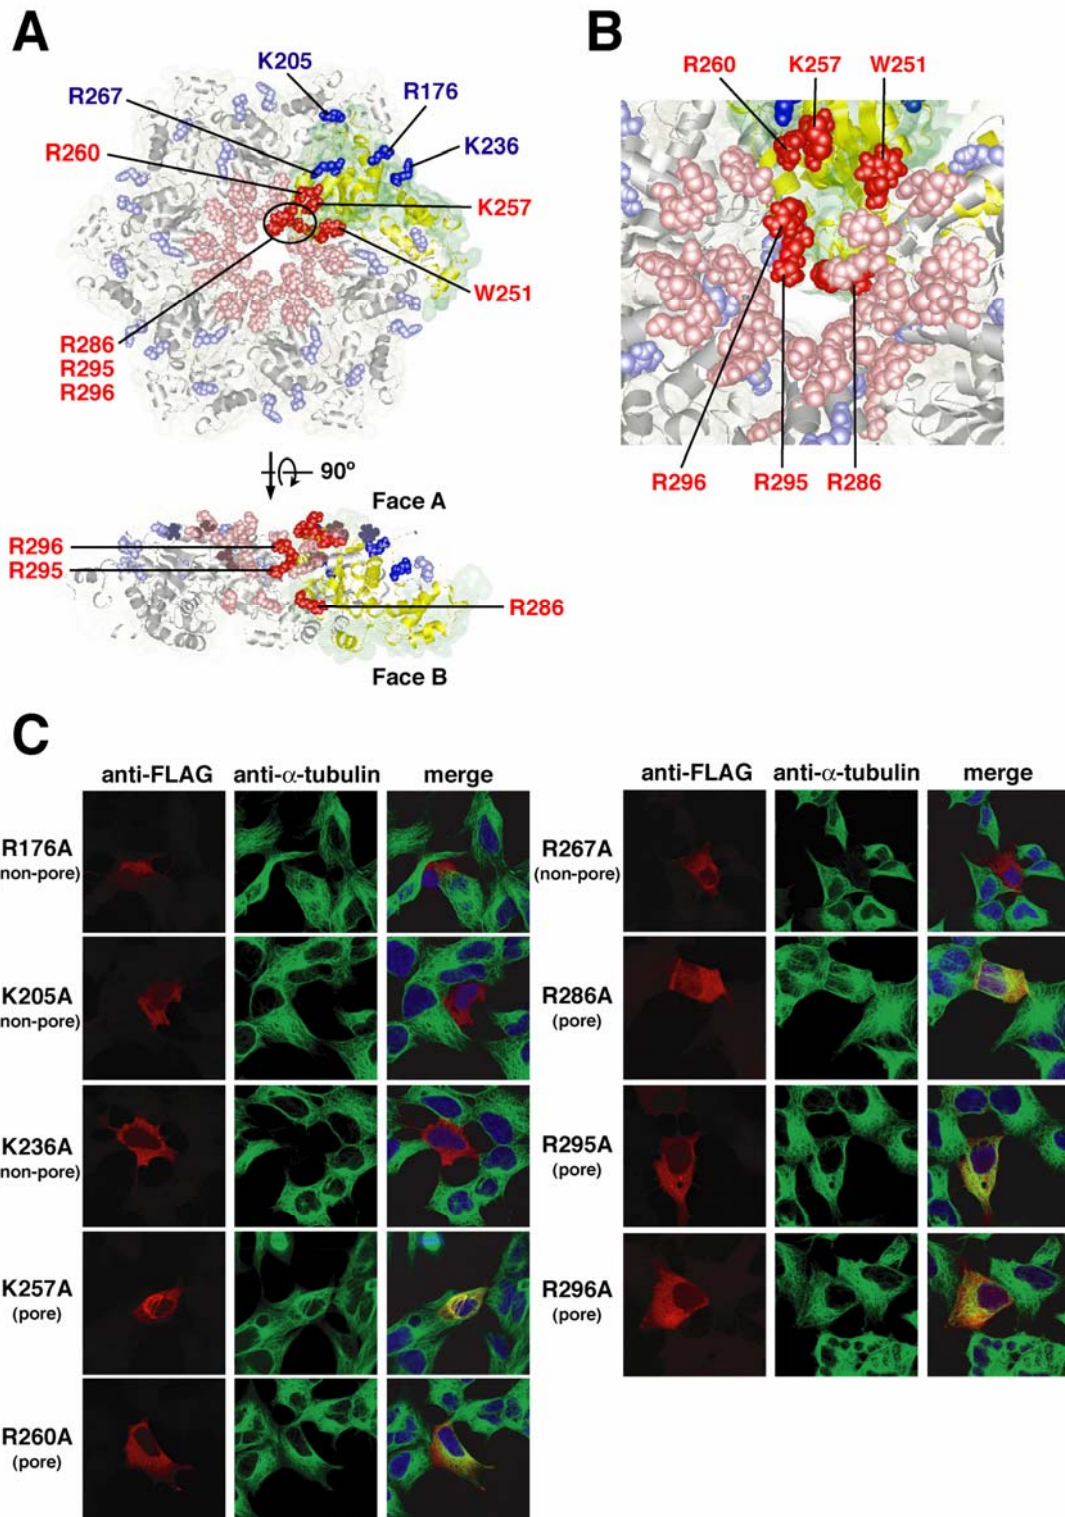 A
K205
R267
R176
R260
K236
K257
W251
R286
R295
R296
90º
Face A
R296
R295
R286
Face B
B
R260 K257 W251
R296 R295 R286
C
anti-FLAG anti-α-tubulin merge
R176A
non-pore)
K205A
non-pore)
K236A
non-pore)
K257A
(pore)
R260A
(pore)
anti-FLAG anti-α-tubulin merge
R267A
(non-pore)
R286A
(pore)
R295A
(pore)
R296A
(pore)